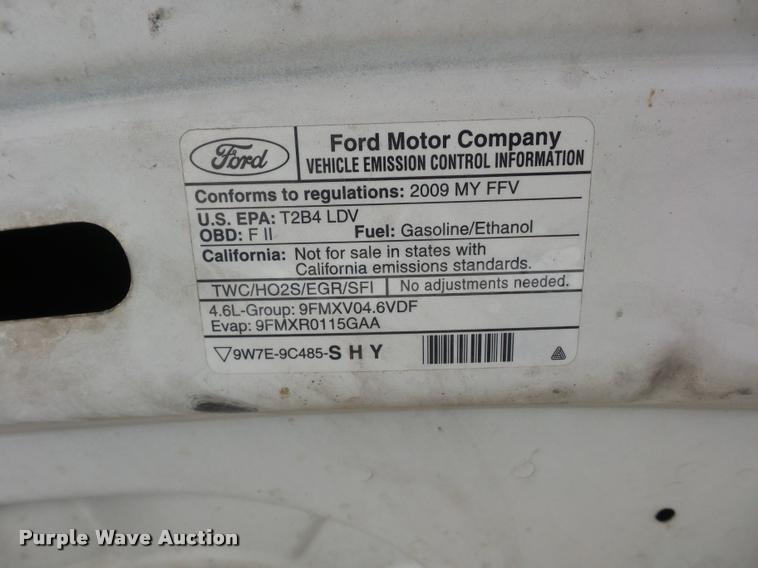 Ford
Ford Motor Company
VEHICLE EMISSION CONTROL INFORMATION
Conforms to regulations: 2009 MY FFV
U.S. EPA: T2B4 LDV
OBD: F II Fuel: Gasoline/Ethanol
California: Not for sale in states with
California emissions standards.
TWC/HO2S/EGR/SFI No adjustments needed.
4.6L-Group: 9FMXV04.6VDF
Evap: 9FMXR0115GAA
9W7E-9C485-S H Y
Purple Wave Auction